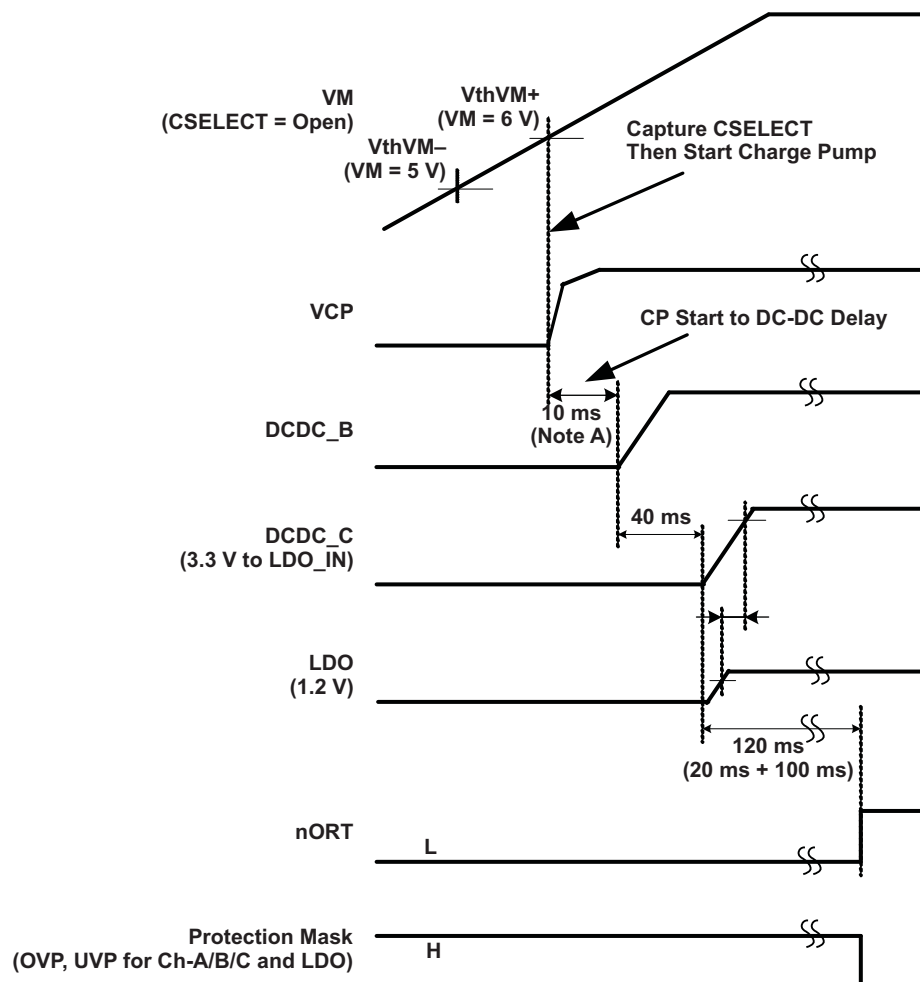 VM
(CSELECT = Open)
VthVM+
(VM = 6 V)
VthVM–
(VM = 5 V)
Capture CSELECT
Then Start Charge Pump
VCP
CP Start to DC-DC Delay
10 ms
(Note A)
DCDC_B
40 ms
DCDC_C
(3.3 V to LDO_IN)
LDO
(1.2 V)
120 ms
(20 ms + 100 ms)
nORT
L
Protection Mask
(OVP, UVP for Ch-A/B/C and LDO)
H